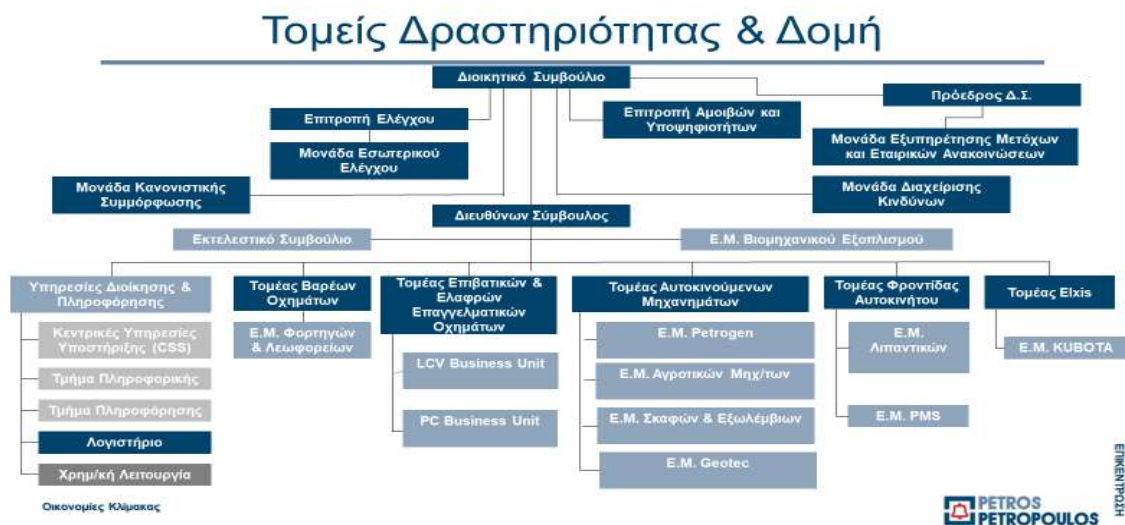 Τομείς Δραστηριότητας & Δομή
Διοικητικό Συμβούλιο
Πρόεδρος Δ.Σ.
Επιτροπή Ελέγχου
Επιτροπή Αμοιβών και
Υποψηφιοτήτων
Μονάδα Εσωτερικού
Ελέγχου
Μονάδα Εξυπηρέτησης Μετόχων
και Εταιρικών Ανακοινώσεων
Μονάδα Κανονιστικής
Συμμόρφωσης
Μονάδα Διαχείρισης
Κινδύνων
Διευθύνων Σύμβουλος
Εκτελεστικό Συμβούλιο
Ε.Μ. Βιομηχανικού Εξοπλισμού
Υπηρεσίες Διοίκησης &
Πληροφόρησης
Κεντρικές Υπηρεσίες
Υποστήριξης (CSS)
Τμήμα Πληροφορικής
Τμήμα Πληροφόρησης
Λογιστήριο
Χρημ/κή Λειτουργία
Τομέας Βαρέων
Οχημάτων
Ε.Μ. Φορτηγών
& Λεωφορείων
Τομέας Επιβατικών &
Ελαφρών
Επαγγελματικών
Οχημάτων
LCV Business Unit
PC Business Unit
Τομέας Αυτοκινούμενων
Μηχανημάτων
Ε.Μ. Petrogen
Ε.Μ. Αγροτικών Μηχ/των
Ε.Μ. Σκαφών & Εξωλέμβιων
Ε.Μ. Geotec
Τομέας Φροντίδας
Αυτοκινήτου
Ε.Μ.
Λιπαντικών
Ε.Μ. PMS
Τομέας Elxis
Ε.Μ. KUBOTA
Οικονομίες Κλίμακας
PETROS
PETROPOULOS
ΕΠΙΚΕΝΤΡΩΣΗ